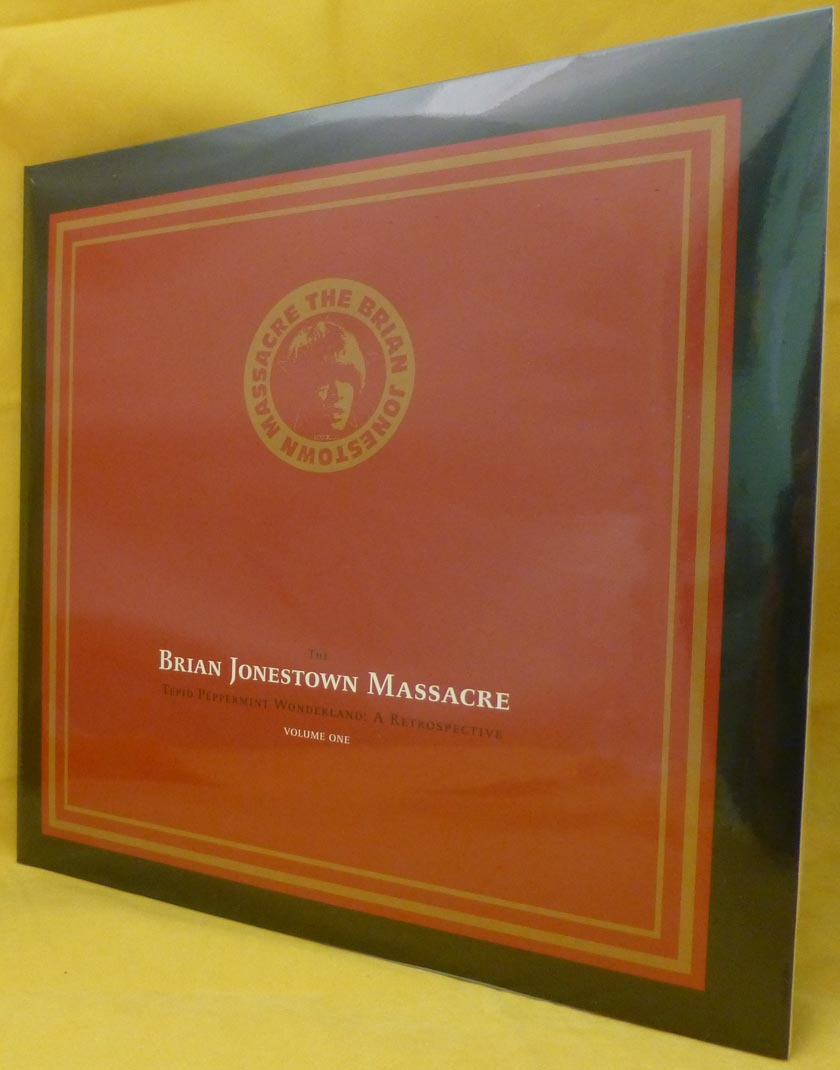 THE BRIAN JONESTOWN MASSACRE
THE
BRIAN JONESTOWN MASSACRE
TEPID PEPPERMINT WONDERLAND: A RETROSPECTIVE
VOLUME ONE